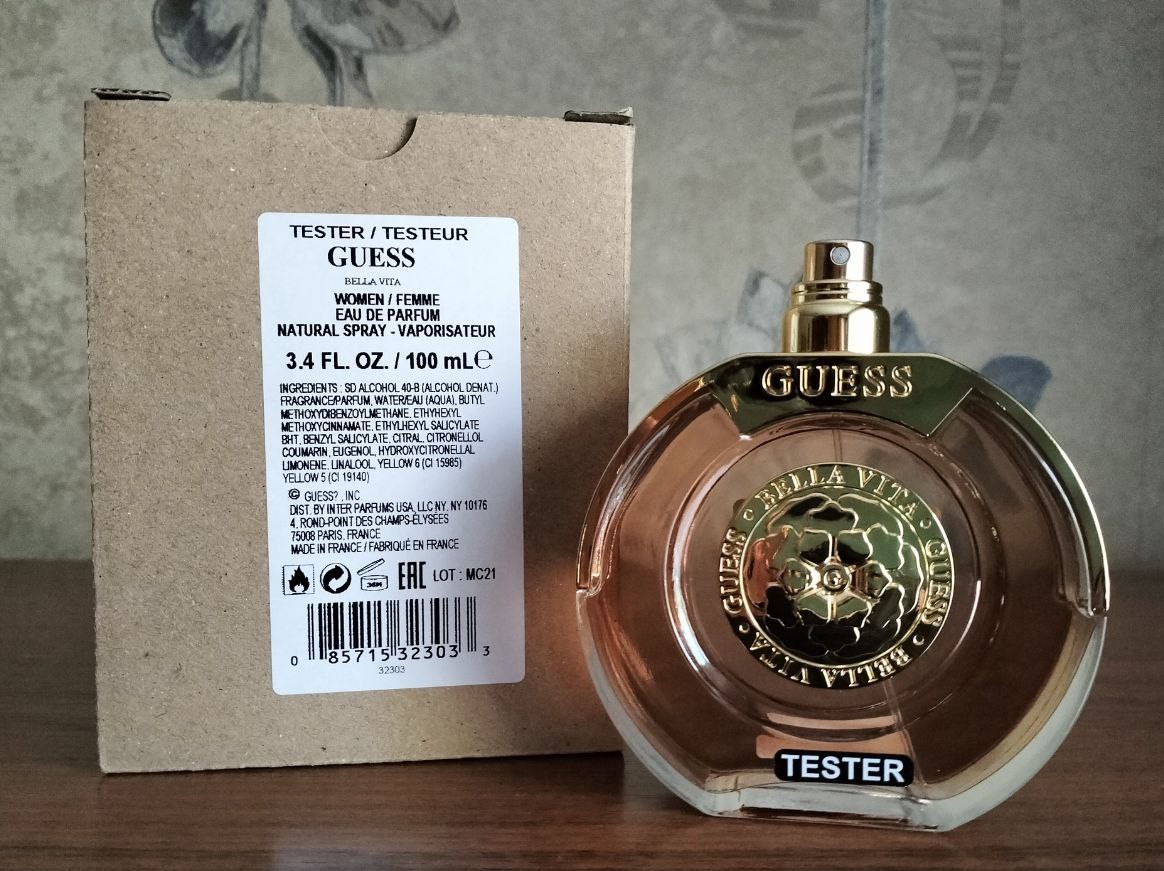 TESTER / TESTEUR
GUESS
BELLA VITA
WOMEN / FEMME
EAU DE PARFUM
NATURAL SPRAY - VAPORISATEUR
3.4 FL. OZ. / 100 mL ℮
INGREDIENTS : SD ALCOHOL 40-B (ALCOHOL DENAT.)
FRAGRANCE/PARFUM, WATER/EAU (AQUA), BUTYL
METHOXYDIBENZOYLMETHANE, ETHYHEXYL
METHOXYCINNAMATE, ETHYLHEXYL SALICYLATE
BHT, BENZYL SALICYLATE, CITRAL, CITRONELLOL
COUMARIN, EUGENOL, HYDROXYCITRONELLAL
LIMONENE, LINALOOL, YELLOW 6 (CI 15985)
YELLOW 5 (CI 19140)
© GUESS? , INC.
DIST. BY INTER PARFUMS USA, LLC NY. NY 10176
4, ROND-POINT DES CHAMPS-ÉLYSÉES
75008 PARIS, FRANCE
MADE IN FRANCE / FABRIQUÉ EN FRANCE
36M EAC LOT : MC21
0 85715 32303 3
32303
GUESS
BELLA VITA • GUESS • BELLA VITA • GUESS •
G
TESTER